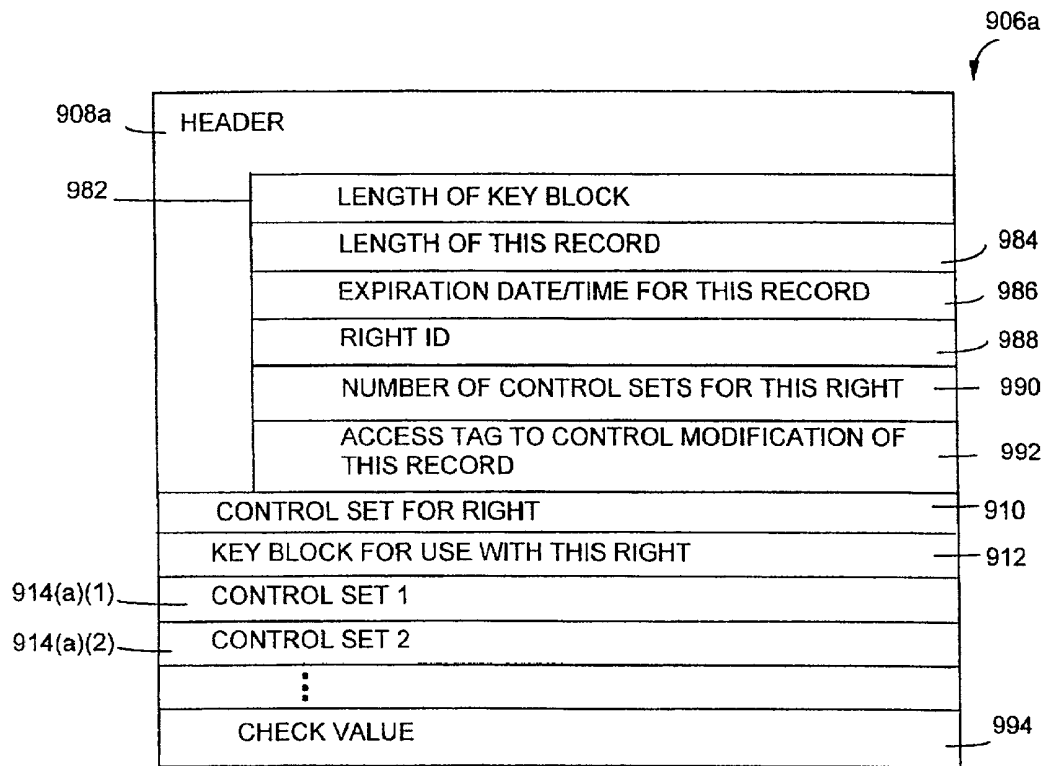 906a
908a
HEADER
982
LENGTH OF KEY BLOCK
LENGTH OF THIS RECORD
984
EXPIRATION DATE/TIME FOR THIS RECORD
986
RIGHT ID
988
NUMBER OF CONTROL SETS FOR THIS RIGHT
990
ACCESS TAG TO CONTROL MODIFICATION OF
THIS RECORD
992
CONTROL SET FOR RIGHT
910
KEY BLOCK FOR USE WITH THIS RIGHT
912
914(a)(1)
CONTROL SET 1
914(a)(2)
CONTROL SET 2
CHECK VALUE
994